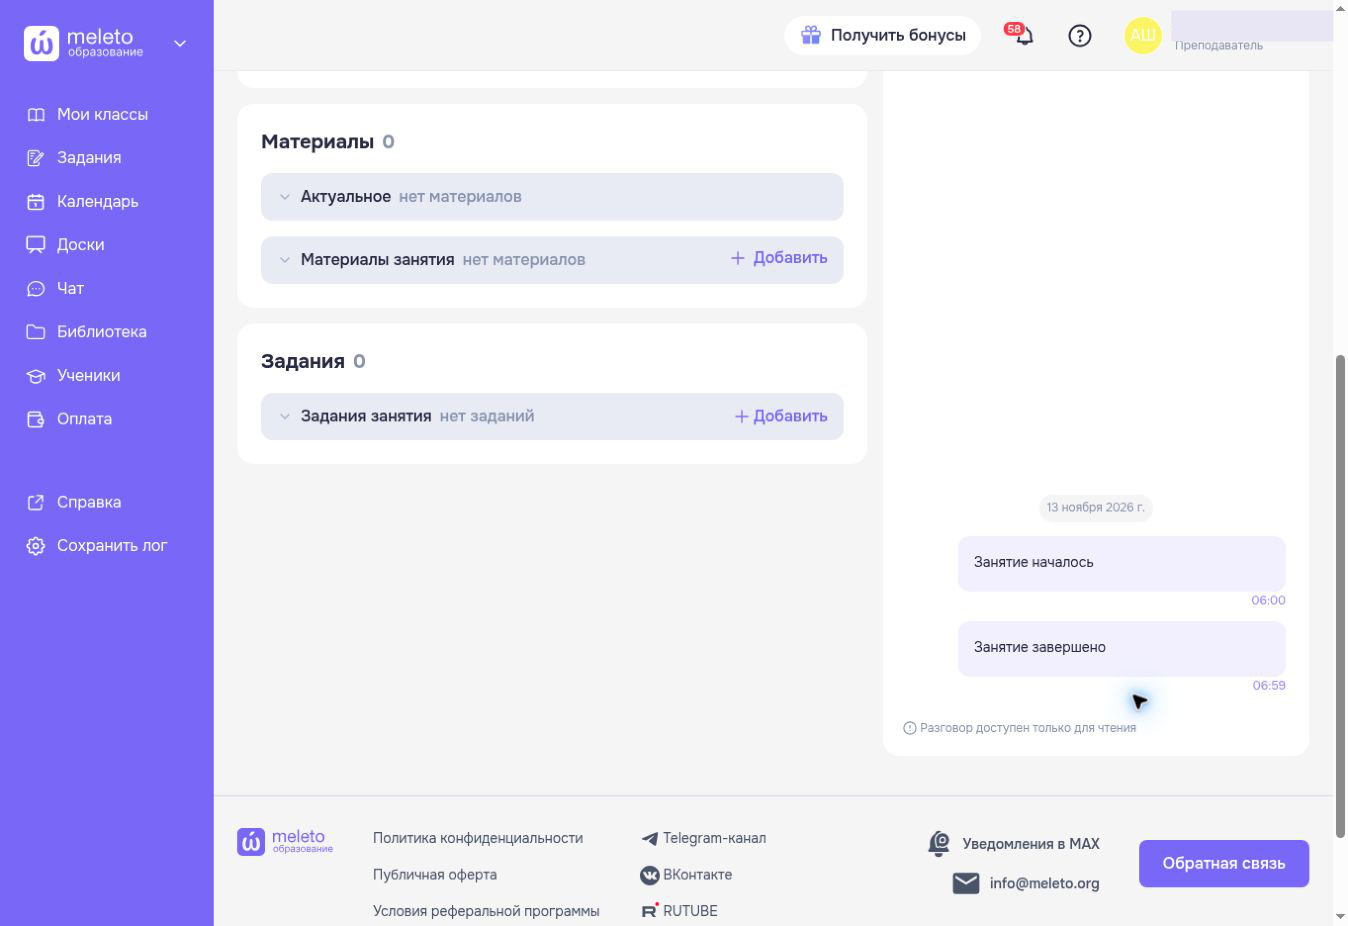 meleto
образование
Мои классы
Задания
Календарь
Доски
Чат
Библиотека
Ученики
Оплата
Справка
Сохранить лог
Получить бонусы
58
АШ
Преподаватель
Материалы 0
Актуальное нет материалов
Материалы занятия нет материалов
+ Добавить
Задания 0
Задания занятия нет заданий
+ Добавить
13 ноября 2026 г.
Занятие началось
06:00
Занятие завершено
06:59
Разговор доступен только для чтения
meleto
образование
Политика конфиденциальности
Публичная оферта
Условия реферальной программы
Telegram-канал
ВКонтакте
RUTUBE
Уведомления в MAX
info@meleto.org
Обратная связь